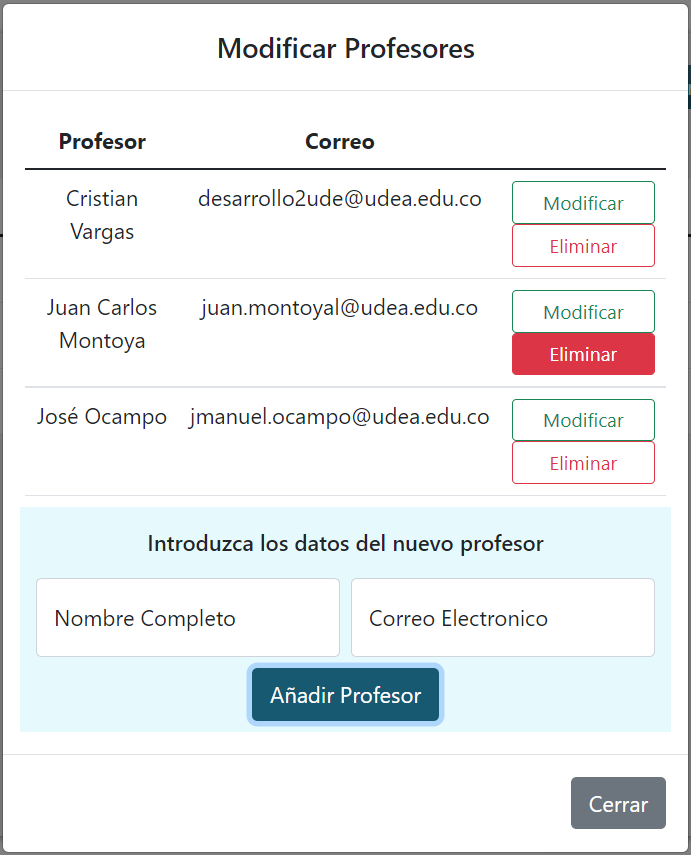 Modificar Profesores
Profesor Correo
Cristian Vargas desarrollo2ude@udea.edu.co Modificar
Eliminar
Juan Carlos Montoya juan.montoyal@udea.edu.co Modificar
Eliminar
José Ocampo jmanuel.ocampo@udea.edu.co Modificar
Eliminar
Introduzca los datos del nuevo profesor
Nombre Completo Correo Electronico
Añadir Profesor
Cerrar